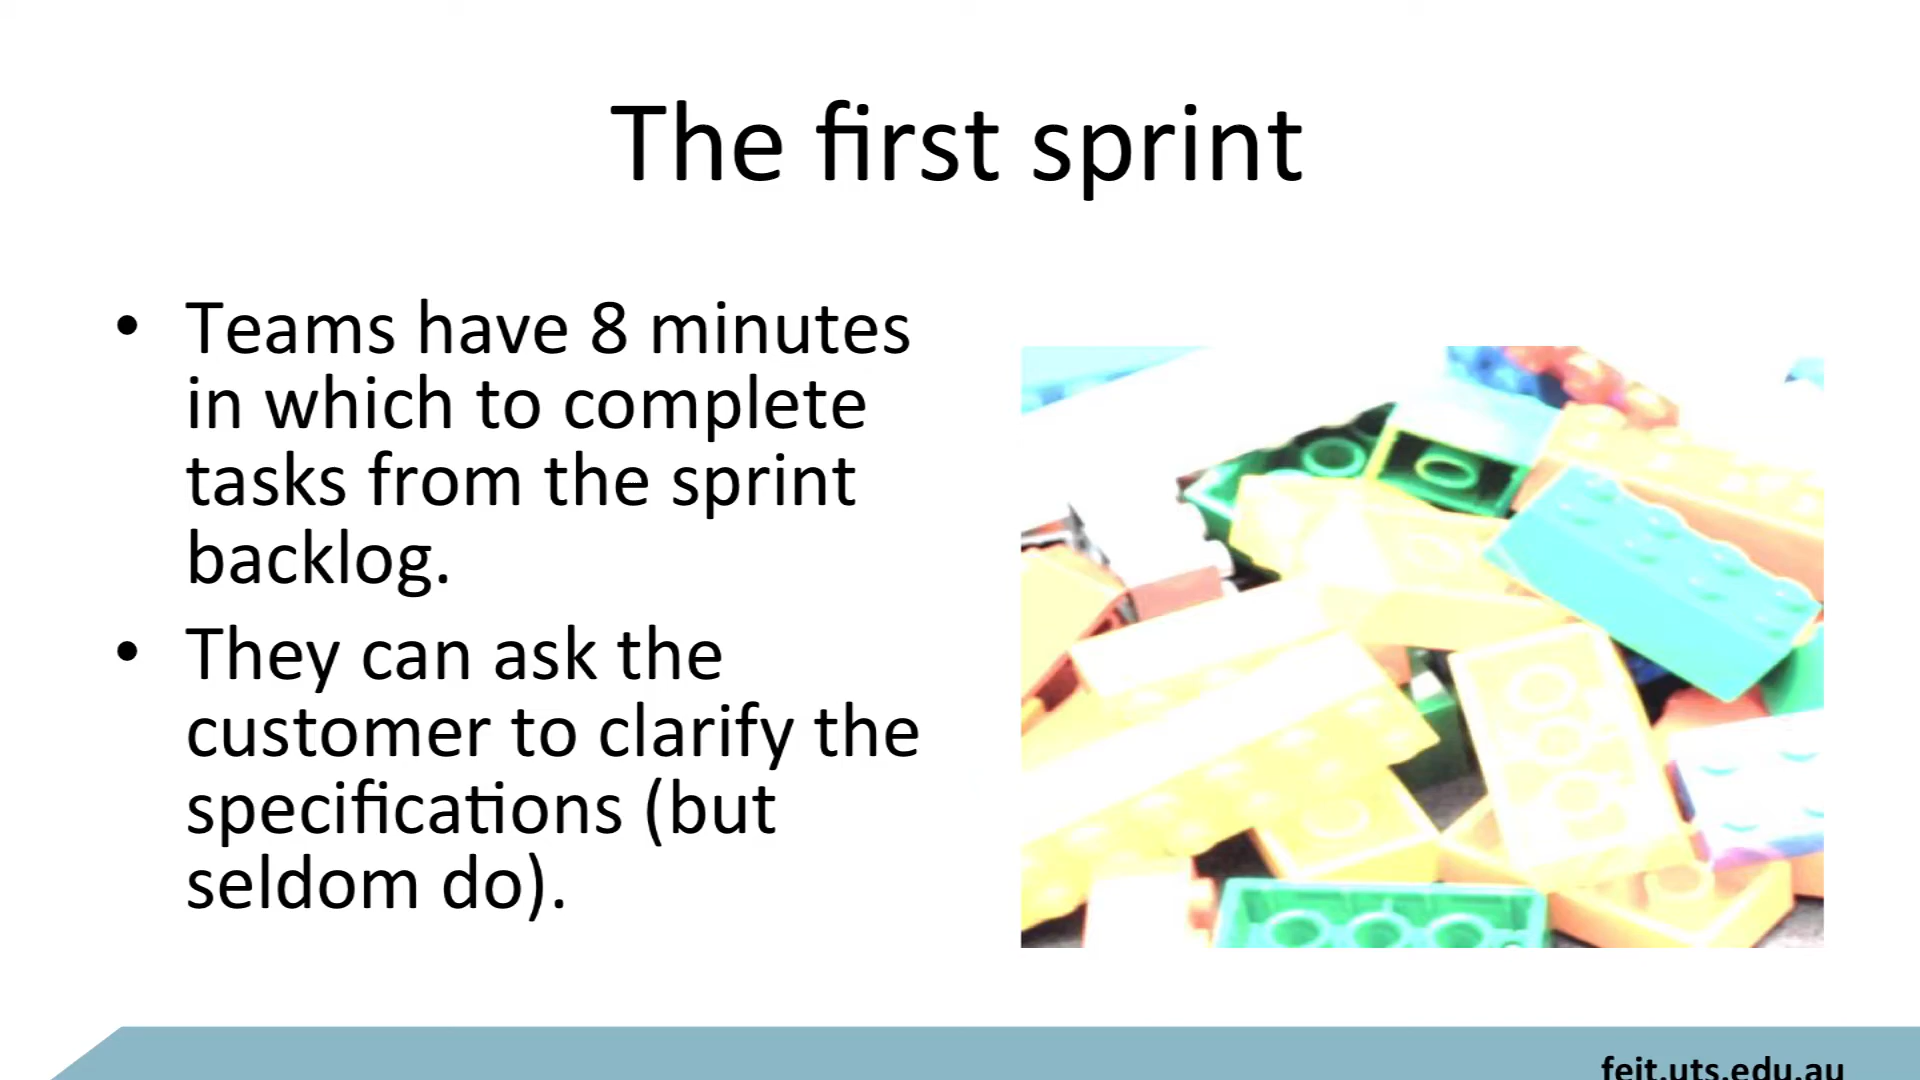 The first sprint
• Teams have 8 minutes
in which to complete
tasks from the sprint
backlog.
• They can ask the
customer to clarify the
specifications (but
seldom do).
feit.uts.edu.au